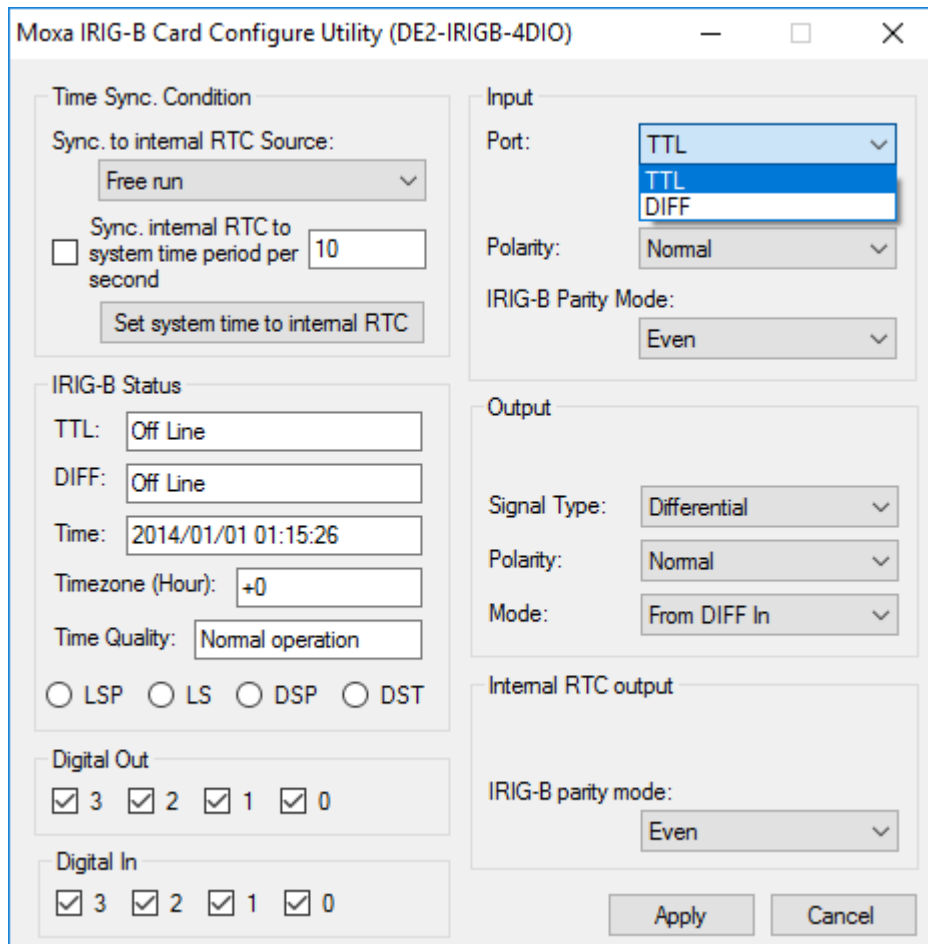 Moxa IRIG-B Card Configure Utility (DE2-IRIGB-4DIO)
Time Sync. Condition
Sync. to internal RTC Source:
Free run
Sync. internal RTC to
system time period per
second
10
Set system time to internal RTC
IRIG-B Status
TTL: Off Line
DIFF: Off Line
Time: 2014/01/01 01:15:26
Timezone (Hour): +0
Time Quality: Normal operation
LSP LS DSP DST
Digital Out
3 2 1 0
Digital In
3 2 1 0
Input
Port: TTL
TTL
DIFF
Polarity: Normal
IRIG-B Parity Mode:
Even
Output
Signal Type: Differential
Polarity: Normal
Mode: From DIFF In
Internal RTC output
IRIG-B parity mode:
Even
Apply Cancel